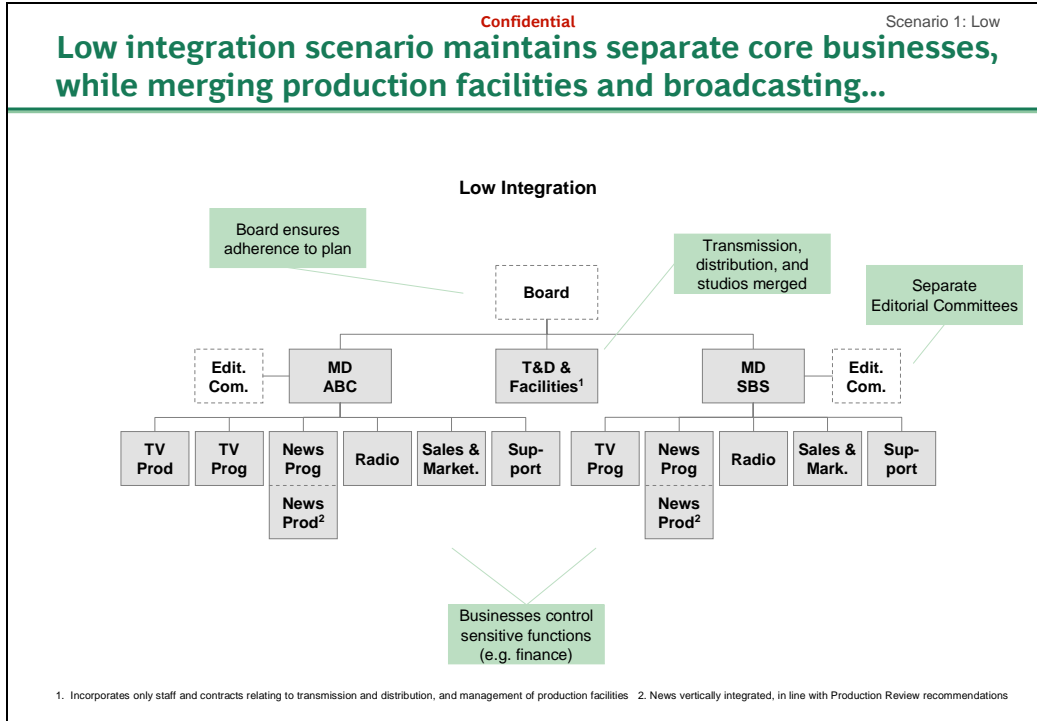 Confidential
Scenario 1: Low
Low integration scenario maintains separate core businesses,
while merging production facilities and broadcasting...
Low Integration
Board ensures
adherence to plan
Transmission,
distribution, and
studios merged
Separate
Editorial Committees
Board
Edit.
Com.
MD
ABC
T&D &
Facilities1
MD
SBS
Edit.
Com.
TV
Prod
TV
Prog
News
Prog
Radio
Sales &
Market.
Sup-
port
TV
Prog
News
Prog
Radio
Sales &
Mark.
Sup-
port
News
Prod2
News
Prod2
Businesses control
sensitive functions
(e.g. finance)
1. Incorporates only staff and contracts relating to transmission and distribution, and management of production facilities 2. News vertically integrated, in line with Production Review recommendations